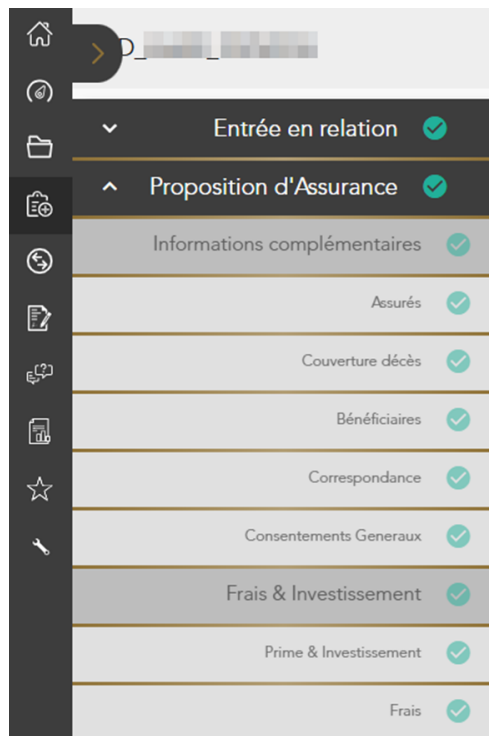 D_
Entrée en relation
Proposition d'Assurance
Informations complémentaires
Assurés
Couverture décès
Bénéficiaires
Correspondance
Consentements Generaux
Frais & Investissement
Prime & Investissement
Frais